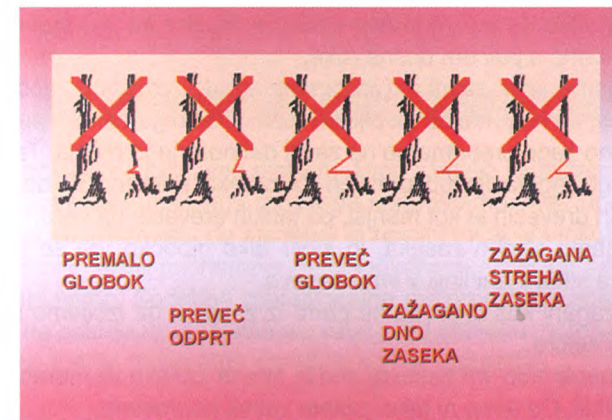 PREMALO
GLOBOK
PREVEČ
ODPRT
PREVEČ
GLOBOK
ZAŽAGANO
DNO
ZASEKA
ZAŽAGANA
STREHA
ZASEKA